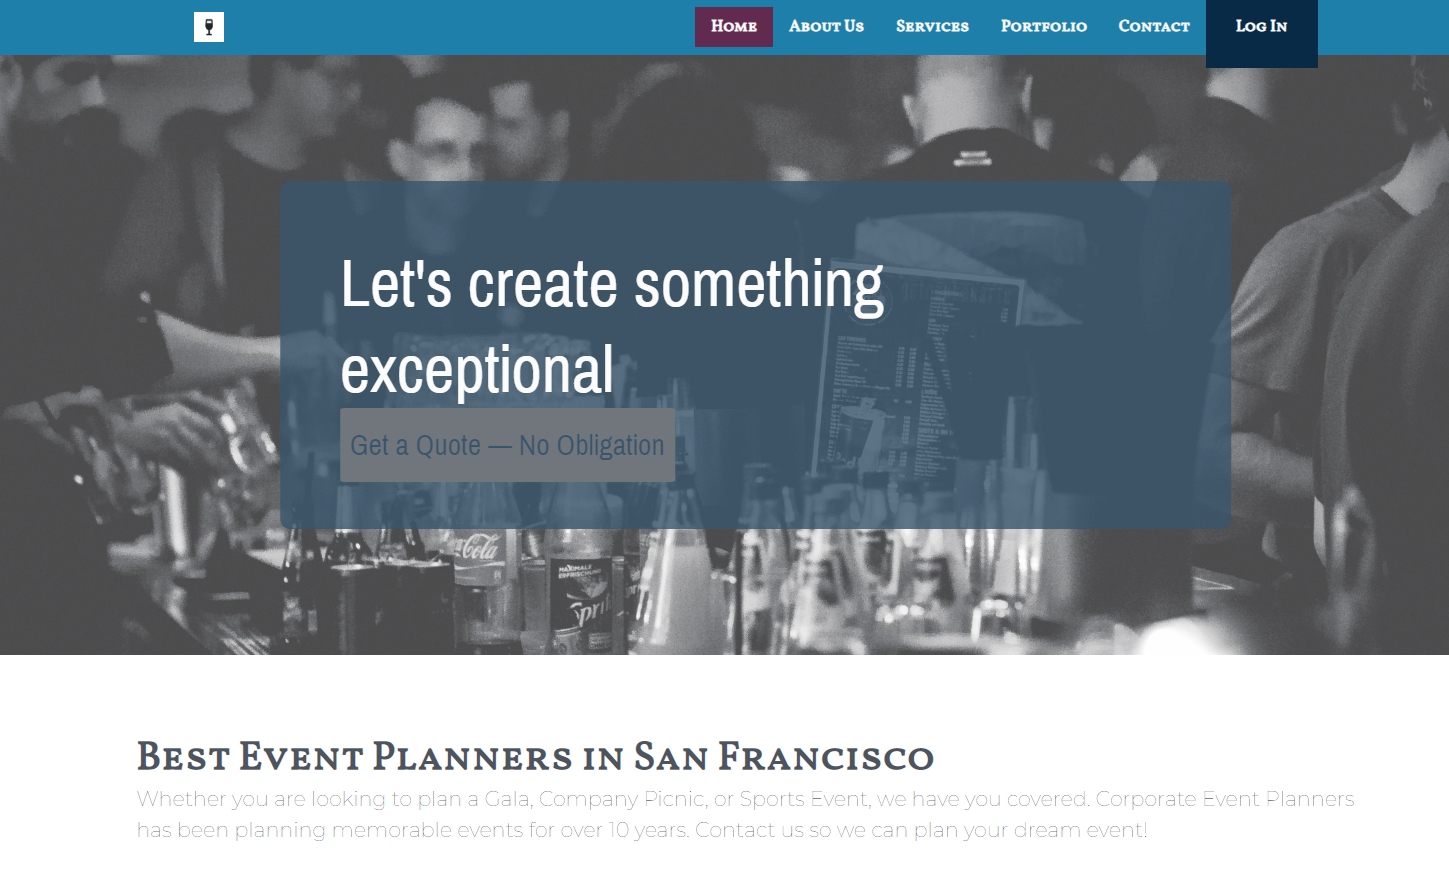 Home About Us Services Portfolio Contact Log In
Let's create something
exceptional
Get a Quote — No Obligation
Cola
MAXIMALE
ERFRISCHUNG
Best Event Planners in San Francisco
Whether you are looking to plan a Gala, Company Picnic, or Sports Event, we have you covered. Corporate Event Planners
has been planning memorable events for over 10 years. Contact us so we can plan your dream event!